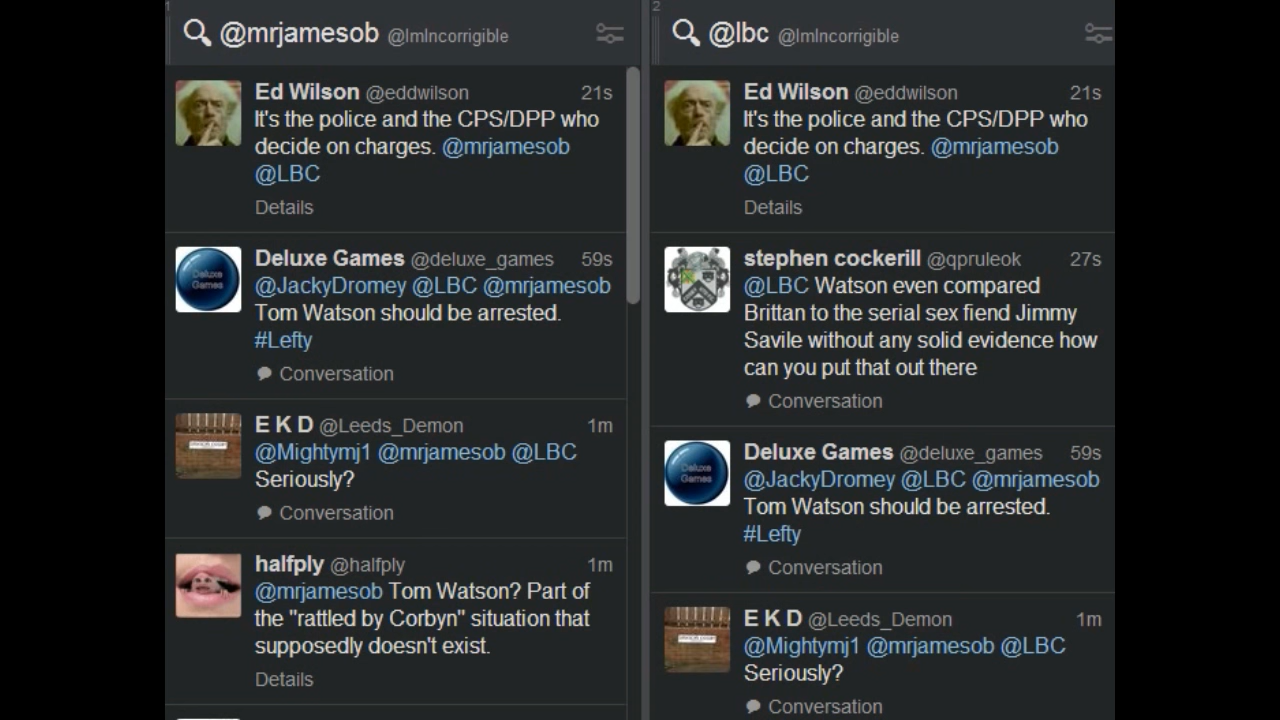 1
@mrjamesob @ImIncorrigible
Ed Wilson @eddwilson 21s
It's the police and the CPS/DPP who
decide on charges. @mrjamesob
@LBC
Details
Deluxe Games @deluxe_games 59s
@JackyDromey @LBC @mrjamesob
Tom Watson should be arrested.
#Lefty
Conversation
E K D @Leeds_Demon 1m
@Mightymj1 @mrjamesob @LBC
Seriously?
Conversation
halfply @halfply 1m
@mrjamesob Tom Watson? Part of
the "rattled by Corbyn" situation that
supposedly doesn't exist.
Details
2
@lbc @ImIncorrigible
Ed Wilson @eddwilson 21s
It's the police and the CPS/DPP who
decide on charges. @mrjamesob
@LBC
Details
stephen cockerill @qpruleok 27s
@LBC Watson even compared
Brittan to the serial sex fiend Jimmy
Savile without any solid evidence how
can you put that out there
Conversation
Deluxe Games @deluxe_games 59s
@JackyDromey @LBC @mrjamesob
Tom Watson should be arrested.
#Lefty
Conversation
E K D @Leeds_Demon 1m
@Mightymj1 @mrjamesob @LBC
Seriously?
Conversation
Deluxe
Games
Deluxe
Games